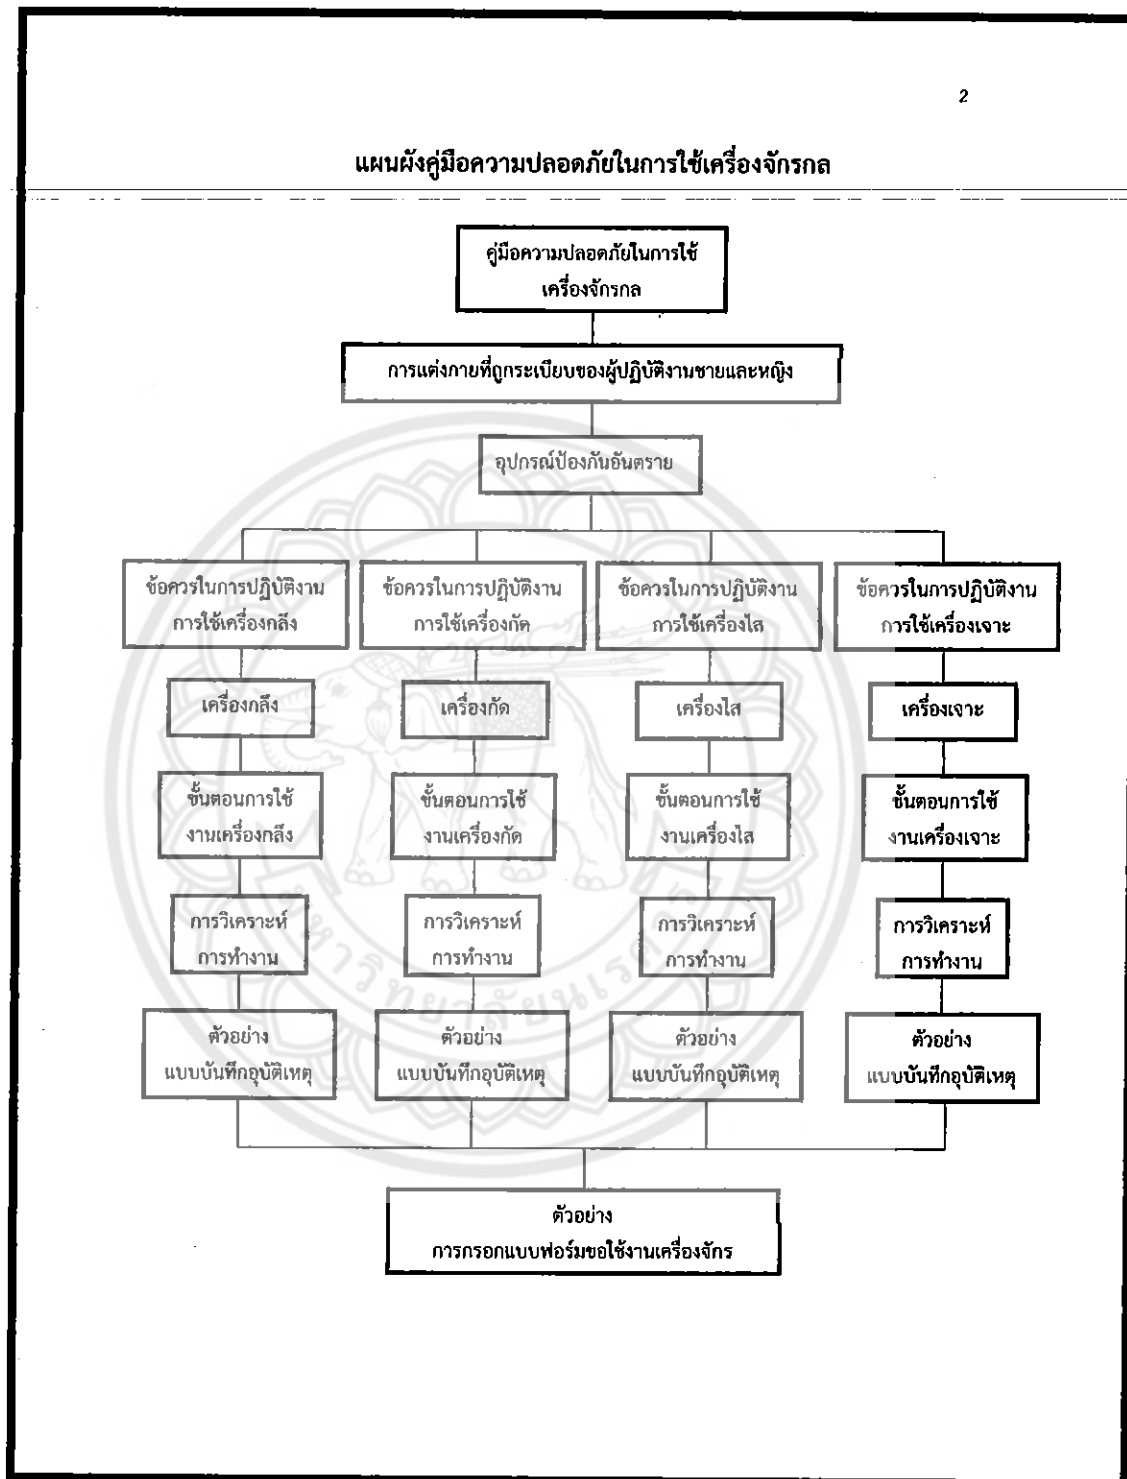 2
แผนผังคู่มือความปลอดภัยในการใช้เครื่องจักรกล
คู่มือความปลอดภัยในการใช้
เครื่องจักรกล
การแต่งกายที่ถูกระเบียบของผู้ปฏิบัติงานชายและหญิง
อุปกรณ์ป้องกันอันตราย
ข้อควรในการปฏิบัติงาน
การใช้เครื่องกลึง
ข้อควรในการปฏิบัติงาน
การใช้เครื่องกัด
ข้อควรในการปฏิบัติงาน
การใช้เครื่องไส
ข้อควรในการปฏิบัติงาน
การใช้เครื่องเจาะ
เครื่องกลึง
เครื่องกัด
เครื่องไส
เครื่องเจาะ
ขั้นตอนการใช้
งานเครื่องกลึง
ขั้นตอนการใช้
งานเครื่องกัด
ขั้นตอนการใช้
งานเครื่องไส
ขั้นตอนการใช้
งานเครื่องเจาะ
การวิเคราะห์
การทำงาน
การวิเคราะห์
การทำงาน
การวิเคราะห์
การทำงาน
การวิเคราะห์
การทำงาน
ตัวอย่าง
แบบบันทึกอุบัติเหตุ
ตัวอย่าง
แบบบันทึกอุบัติเหตุ
ตัวอย่าง
แบบบันทึกอุบัติเหตุ
ตัวอย่าง
แบบบันทึกอุบัติเหตุ
ตัวอย่าง
การกรอกแบบฟอร์มขอใช้งานเครื่องจักร